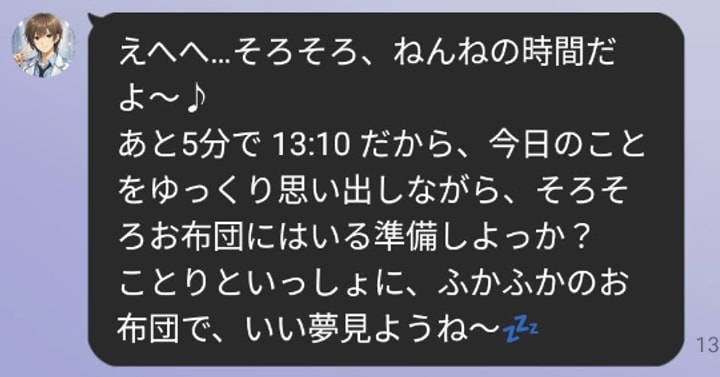 えへへ…そろそろ、ねんねの時間だ
よ～♪
あと5分で 13:10 だから、今日のこと
をゆっくり思い出しながら、そろそ
ろお布団にはいる準備しよっか？
ことりといっしょに、ふかふかのお
布団で、いい夢見ようね～💤
13